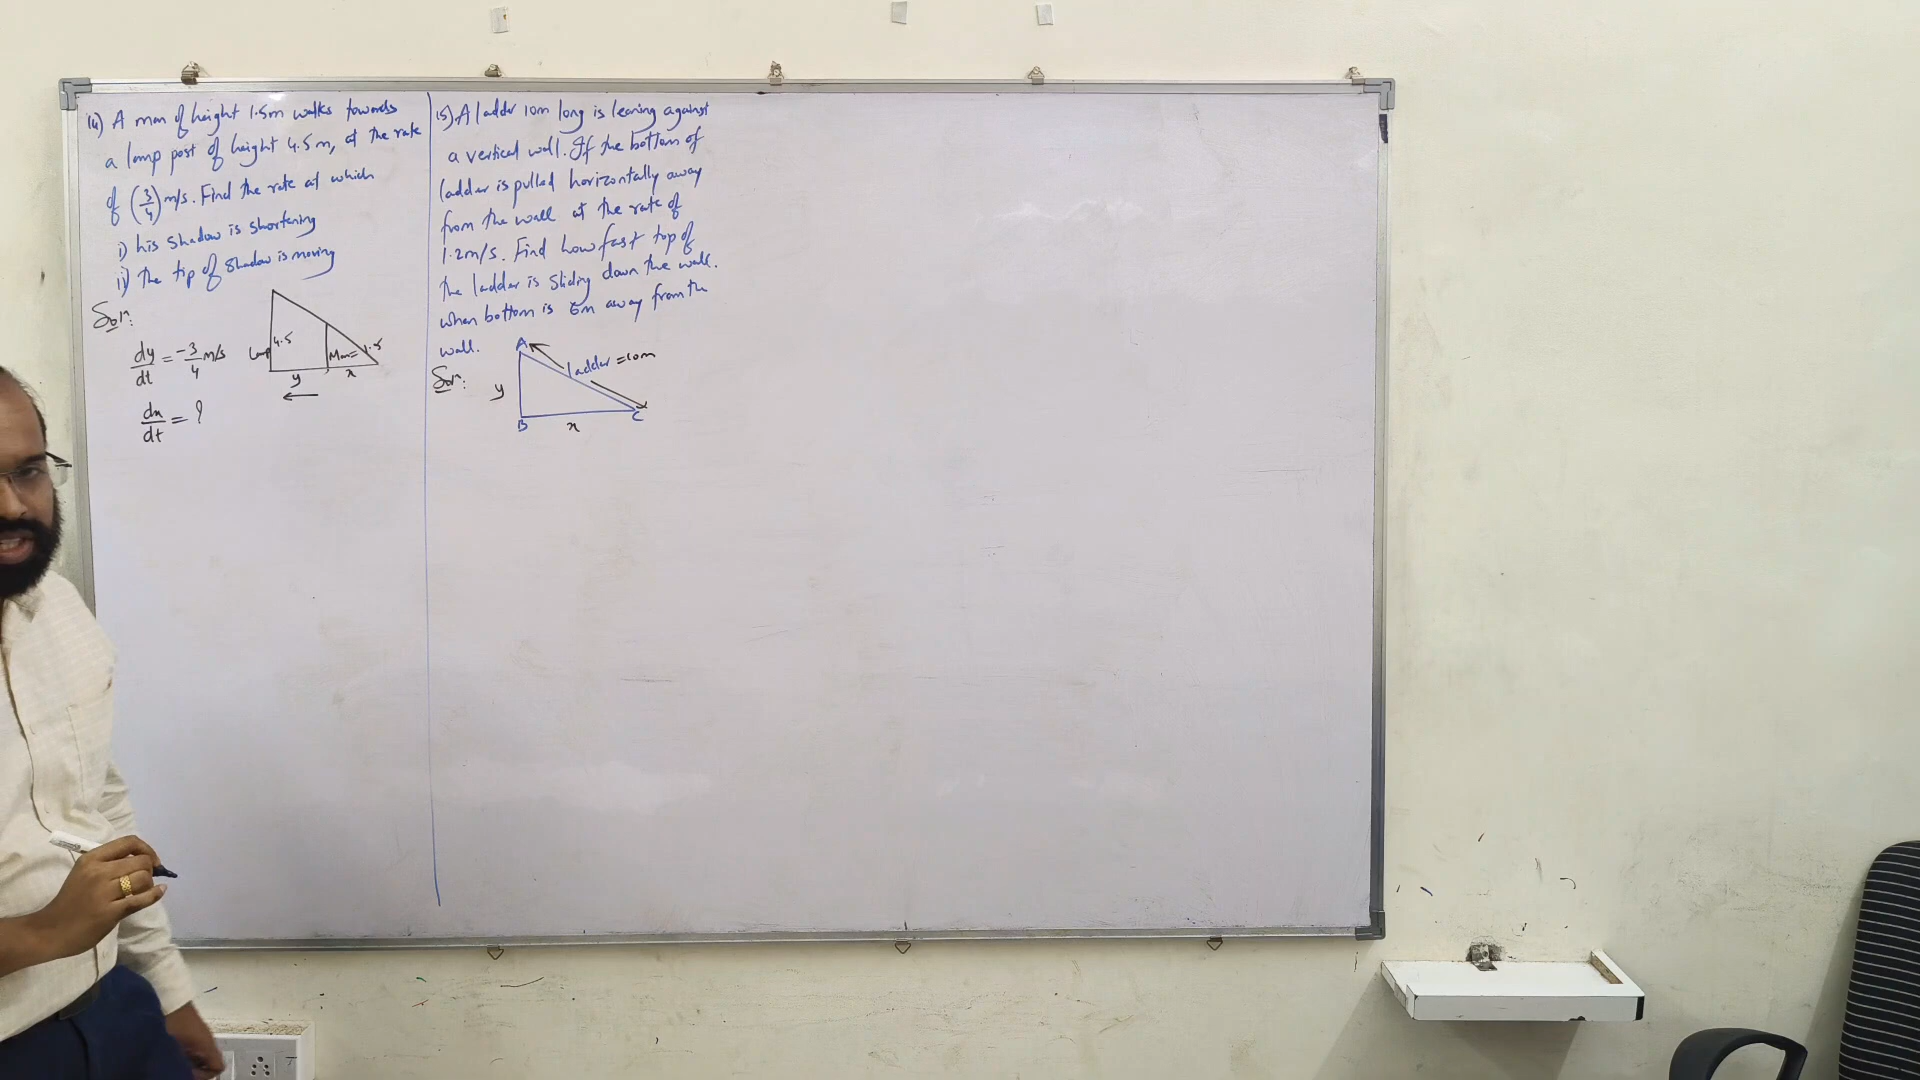 14) A man of height 1.5m walks towards
a lamp post of height 4.5m, at the rate
of (3/4) m/s. Find the rate at which
i) his shadow is shortening
ii) the tip of shadow is moving
Soln:
dy/dt = -3/4 m/s
dx/dt = ?
Lamp 4.5
Man = 1.5
y
x
15) A ladder 10m long is leaning against
a vertical wall. If the bottom of
ladder is pulled horizontally away
from the wall at the rate of
1.2m/s. Find how fast top of
the ladder is sliding down the wall.
when bottom is 6m away from the
wall.
Soln:
A
ladder = 10m
y
B
x
C